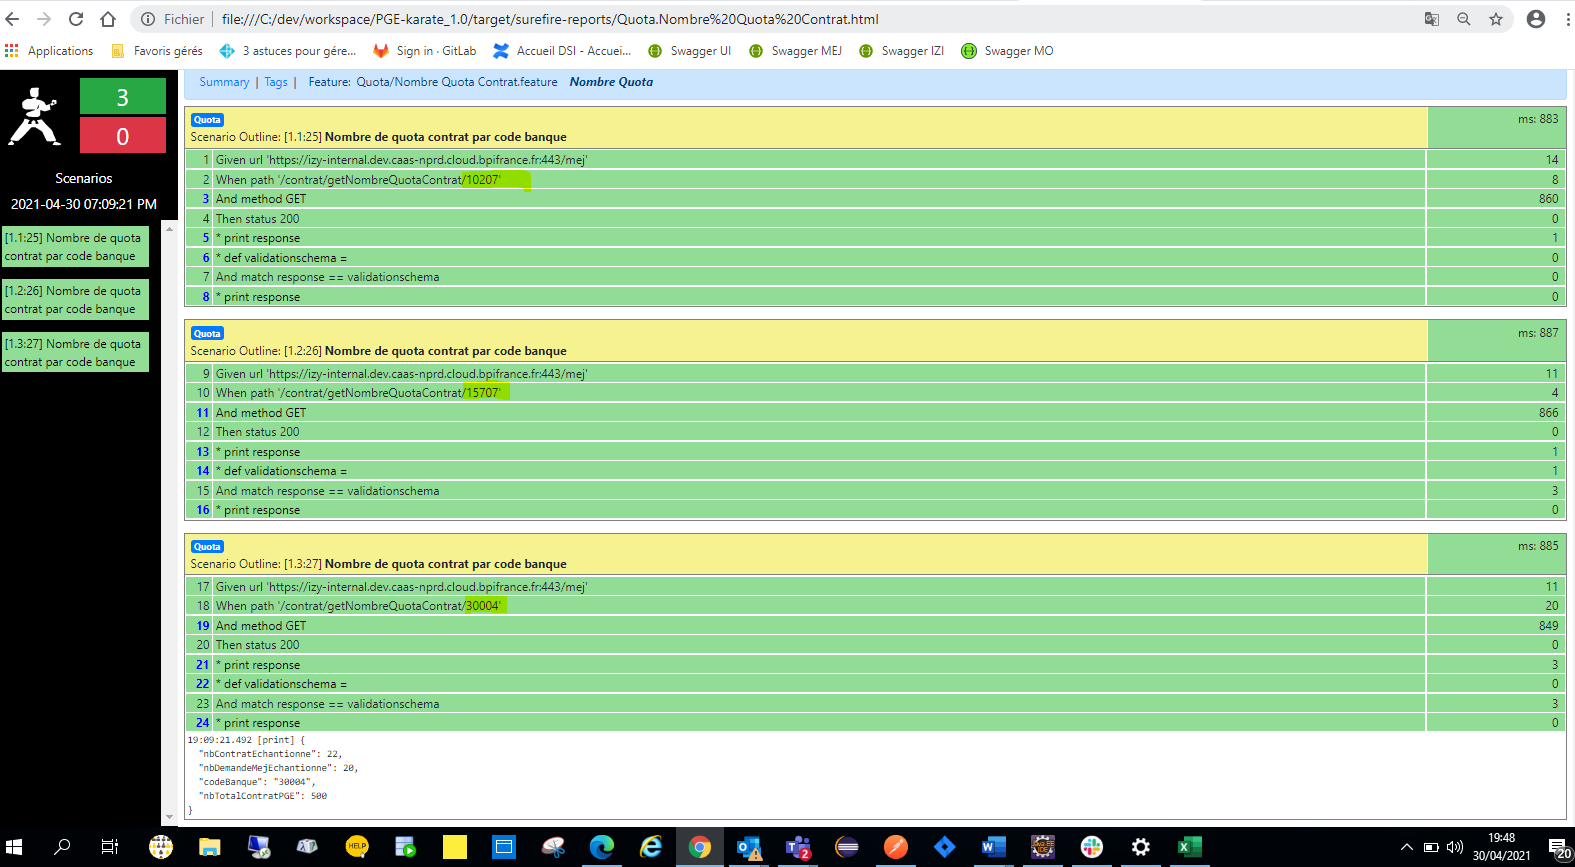 Fichier | file:///C:/dev/workspace/PGE-karate_1.0/target/surefire-reports/Quota.Nombre%20Quota%20Contrat.html
Applications Favoris gérés 3 astuces pour gére... Sign in · GitLab Accueil DSI - Accuei... Swagger UI Swagger MEJ Swagger IZI Swagger MO
3
0
Scenarios
2021-04-30 07:09:21 PM
[1.1:25] Nombre de quota
contrat par code banque
[1.2:26] Nombre de quota
contrat par code banque
[1.3:27] Nombre de quota
contrat par code banque
Summary | Tags | Feature: Quota/Nombre Quota Contrat.feature Nombre Quota
Quota ms: 883
Scenario Outline: [1.1:25] Nombre de quota contrat par code banque
1 Given url 'https://izy-internal.dev.caas-nprd.cloud.bpifrance.fr:443/mej' 14
2 When path '/contrat/getNombreQuotaContrat/10207' 8
3 And method GET 860
4 Then status 200 0
5 * print response 1
6 * def validationschema = 0
7 And match response == validationschema 0
8 * print response 0
Quota ms: 887
Scenario Outline: [1.2:26] Nombre de quota contrat par code banque
9 Given url 'https://izy-internal.dev.caas-nprd.cloud.bpifrance.fr:443/mej' 11
10 When path '/contrat/getNombreQuotaContrat/15707' 4
11 And method GET 866
12 Then status 200 0
13 * print response 1
14 * def validationschema = 1
15 And match response == validationschema 3
16 * print response 0
Quota ms: 885
Scenario Outline: [1.3:27] Nombre de quota contrat par code banque
17 Given url 'https://izy-internal.dev.caas-nprd.cloud.bpifrance.fr:443/mej' 11
18 When path '/contrat/getNombreQuotaContrat/30004' 20
19 And method GET 849
20 Then status 200 0
21 * print response 3
22 * def validationschema = 0
23 And match response == validationschema 3
24 * print response 0
19:09:21.492 [print] {
"nbContratEchantionne": 22,
"nbDemandeMejEchantionne": 20,
"codeBanque": "30004",
"nbTotalContratPGE": 500
}
HELP
2
19:48
30/04/2021
20